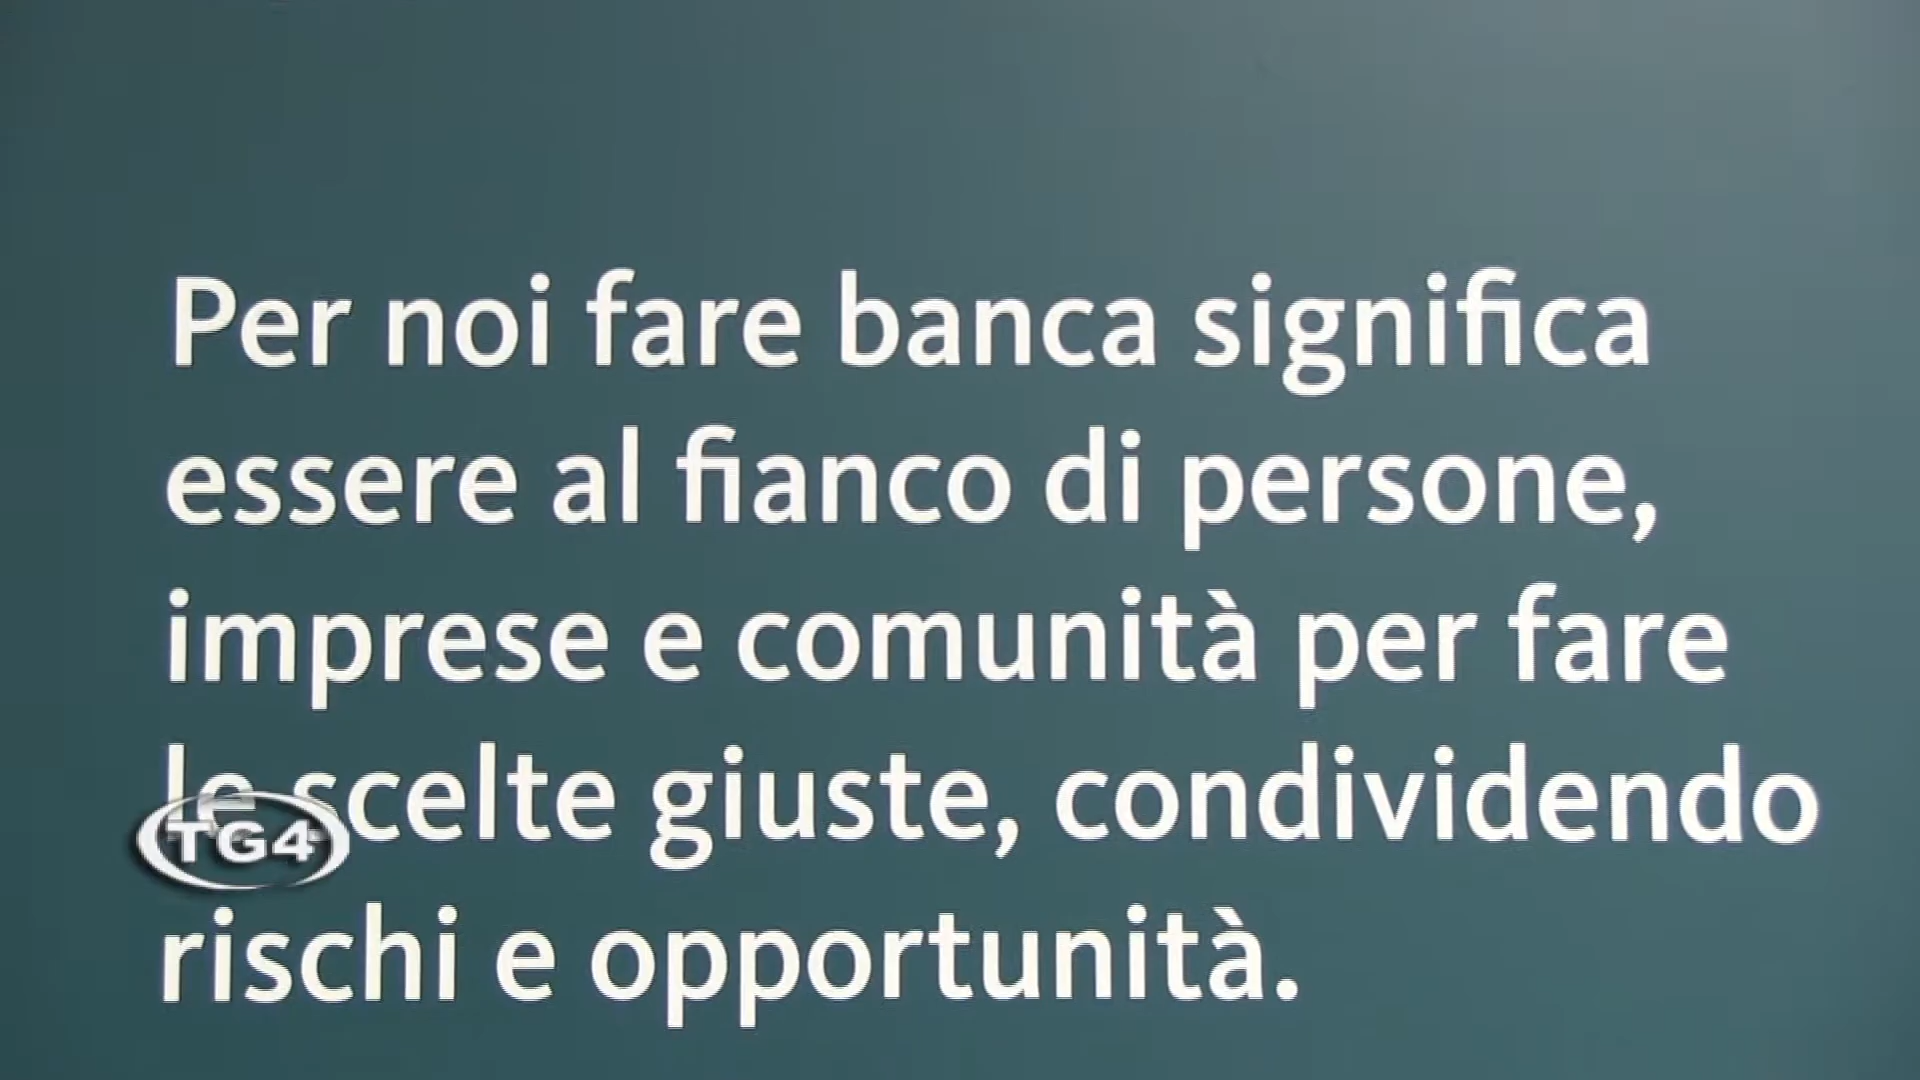 Per noi fare banca significa
essere al fianco di persone,
imprese e comunità per fare
le scelte giuste, condividendo
rischi e opportunità.
TG4